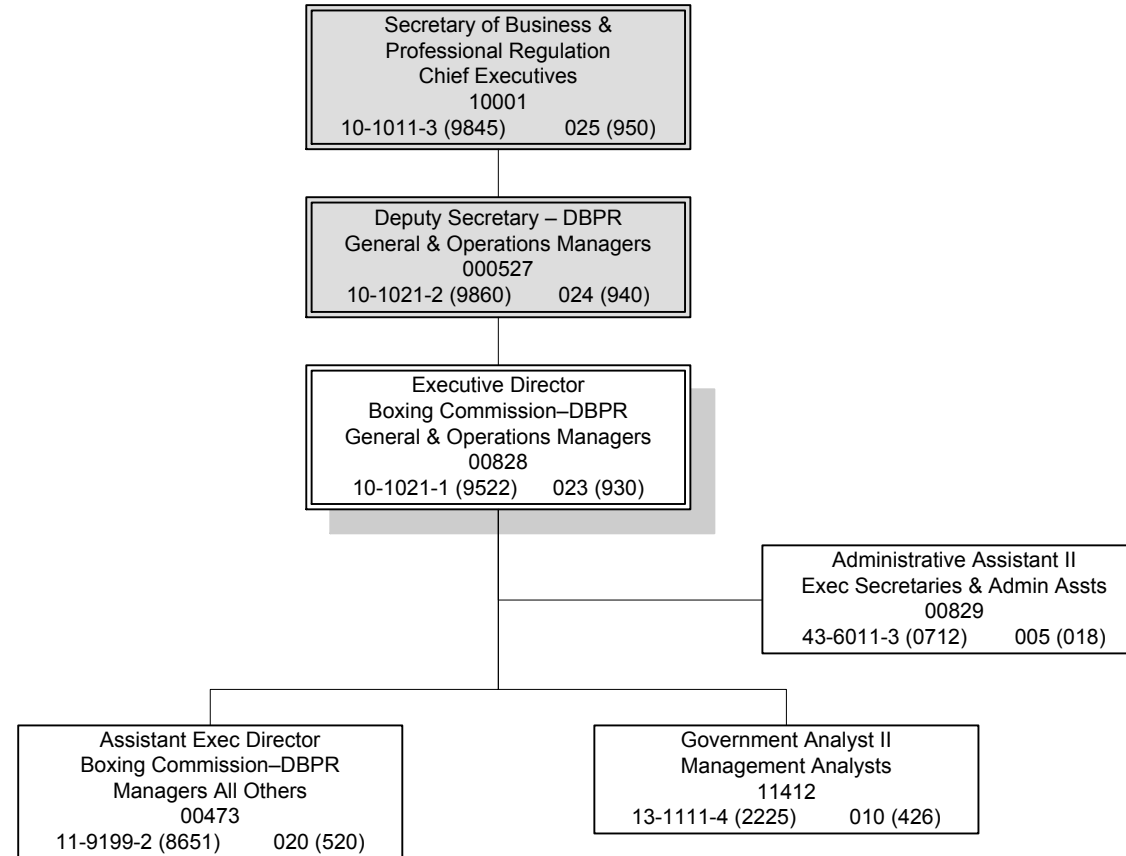 Secretary of Business &
Professional Regulation
Chief Executives
10001
10-1011-3 (9845) 025 (950)
Deputy Secretary – DBPR
General & Operations Managers
000527
10-1021-2 (9860) 024 (940)
Executive Director
Boxing Commission–DBPR
General & Operations Managers
00828
10-1021-1 (9522) 023 (930)
Administrative Assistant II
Exec Secretaries & Admin Assts
00829
43-6011-3 (0712) 005 (018)
Assistant Exec Director
Boxing Commission–DBPR
Managers All Others
00473
11-9199-2 (8651) 020 (520)
Government Analyst II
Management Analysts
11412
13-1111-4 (2225) 010 (426)